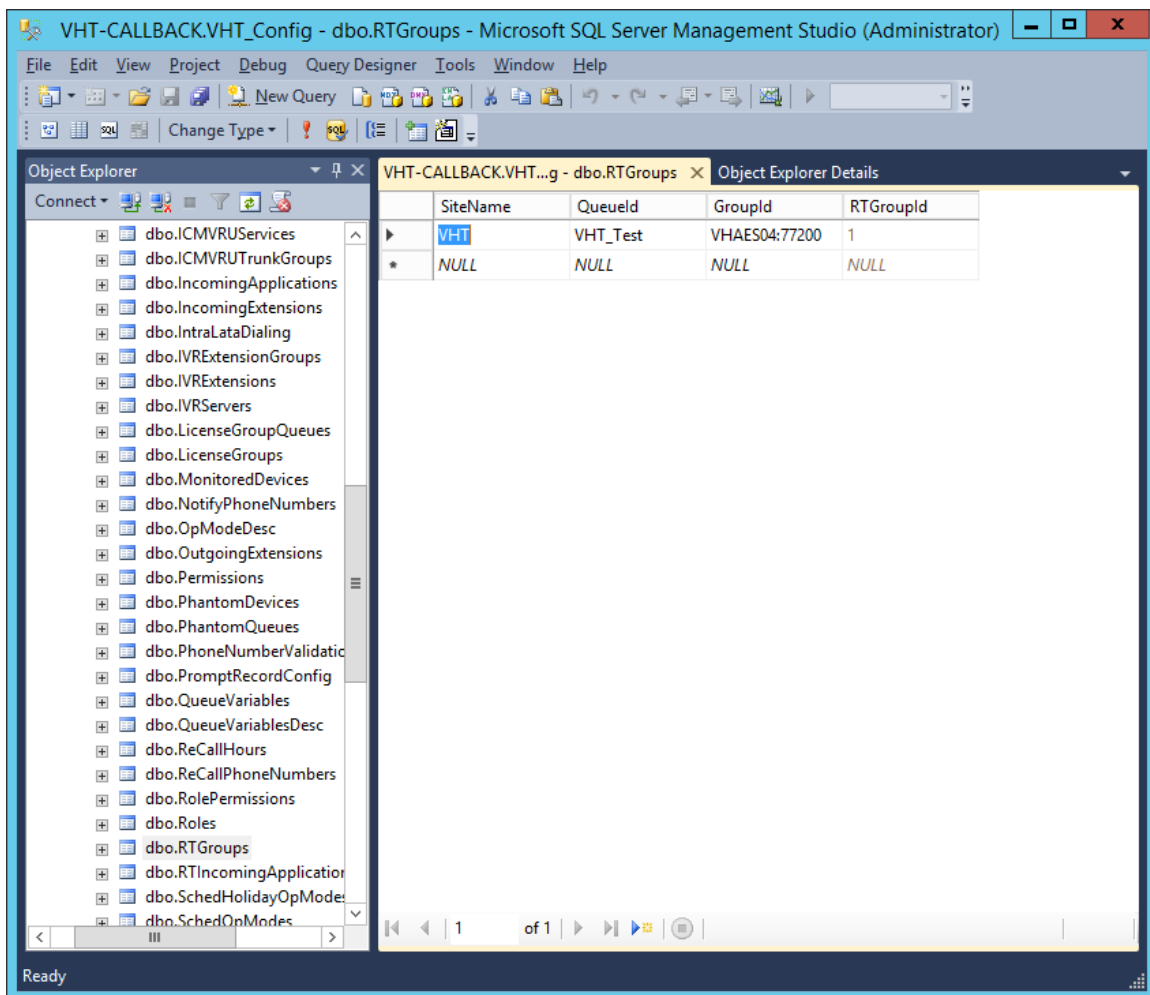 VHT-CALLBACK.VHT_Config - dbo.RTGroups - Microsoft SQL Server Management Studio (Administrator)
File Edit View Project Debug Query Designer Tools Window Help
New Query
Change Type
Object Explorer
VHT-CALLBACK.VHT...g - dbo.RTGroups Object Explorer Details
Connect
SiteName QueueId GroupId RTGroupId
VHT VHT_Test VHAES04:77200 1
NULL NULL NULL NULL
dbo.ICMVRUServices
dbo.ICMVRUTrunkGroups
dbo.IncomingApplications
dbo.IncomingExtensions
dbo.IntraLataDialing
dbo.IVRExtensionGroups
dbo.IVRExtensions
dbo.IVRServers
dbo.LicenseGroupQueues
dbo.LicenseGroups
dbo.MonitoredDevices
dbo.NotifyPhoneNumbers
dbo.OpModeDesc
dbo.OutgoingExtensions
dbo.Permissions
dbo.PhantomDevices
dbo.PhantomQueues
dbo.PhoneNumberValidatic
dbo.PromptRecordConfig
dbo.QueueVariables
dbo.QueueVariablesDesc
dbo.ReCallHours
dbo.ReCallPhoneNumbers
dbo.RolePermissions
dbo.Roles
dbo.RTGroups
dbo.RTIncomingApplication
dbo.SchedHolidayOpModes
dbo.SchedOpModes
1 of 1
Ready